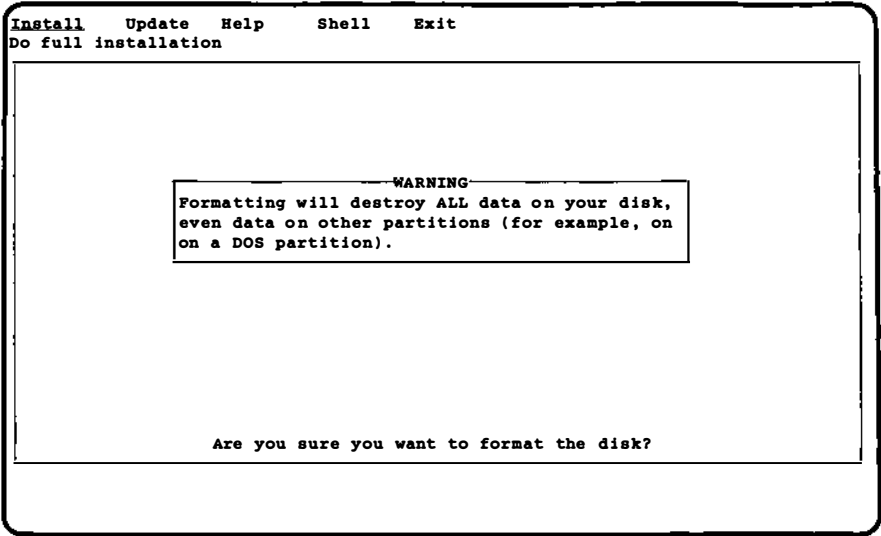 Install Update Help Shell Exit
Do full installation
WARNING
Formatting will destroy ALL data on your disk,
even data on other partitions (for example, on
on a DOS partition).
Are you sure you want to format the disk?